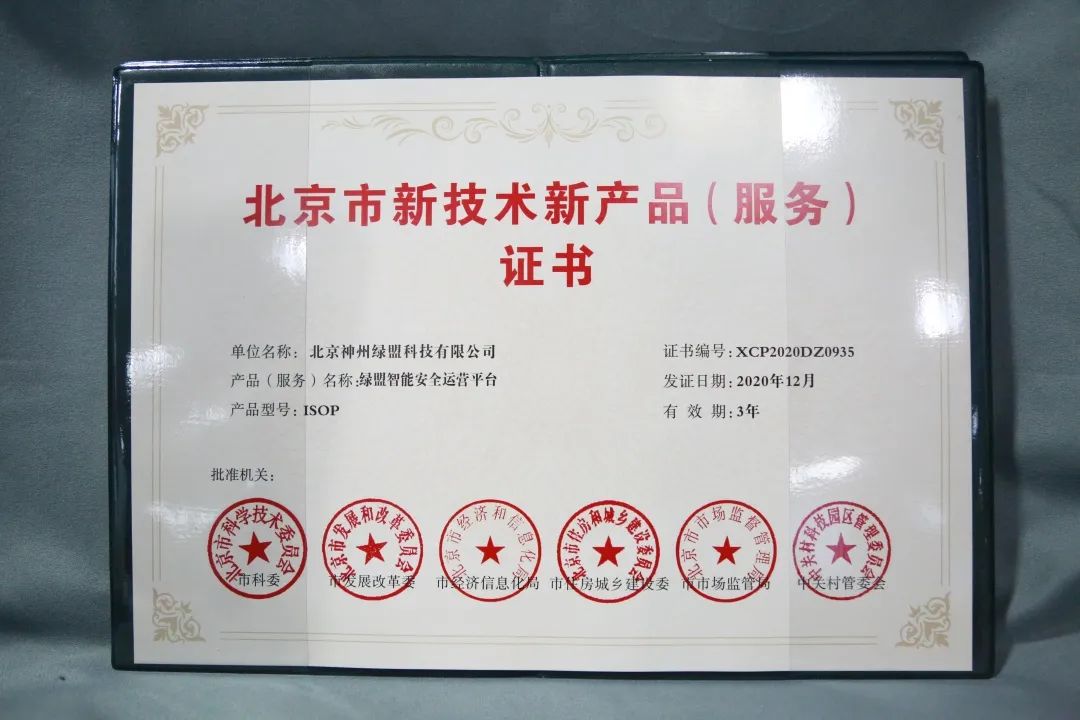 北京市新技术新产品（服务）
证书
单位名称：北京神州绿盟科技有限公司
产品（服务）名称:绿盟智能安全运营平台
产品型号：ISOP
证书编号：XCP2020DZ0935
发证日期：2020年12月
有 效 期：3年
批准机关：
北京市科学技术委员会
市科委
北京市发展和改革委员会
市发展改革委
北京市经济和信息化局
市经济信息化局
北京市住房和城乡建设委员会
市住房城乡建设委
北京市市场监督管理局
市市场监管局
中关村科技园区管理委员会
中关村管委会